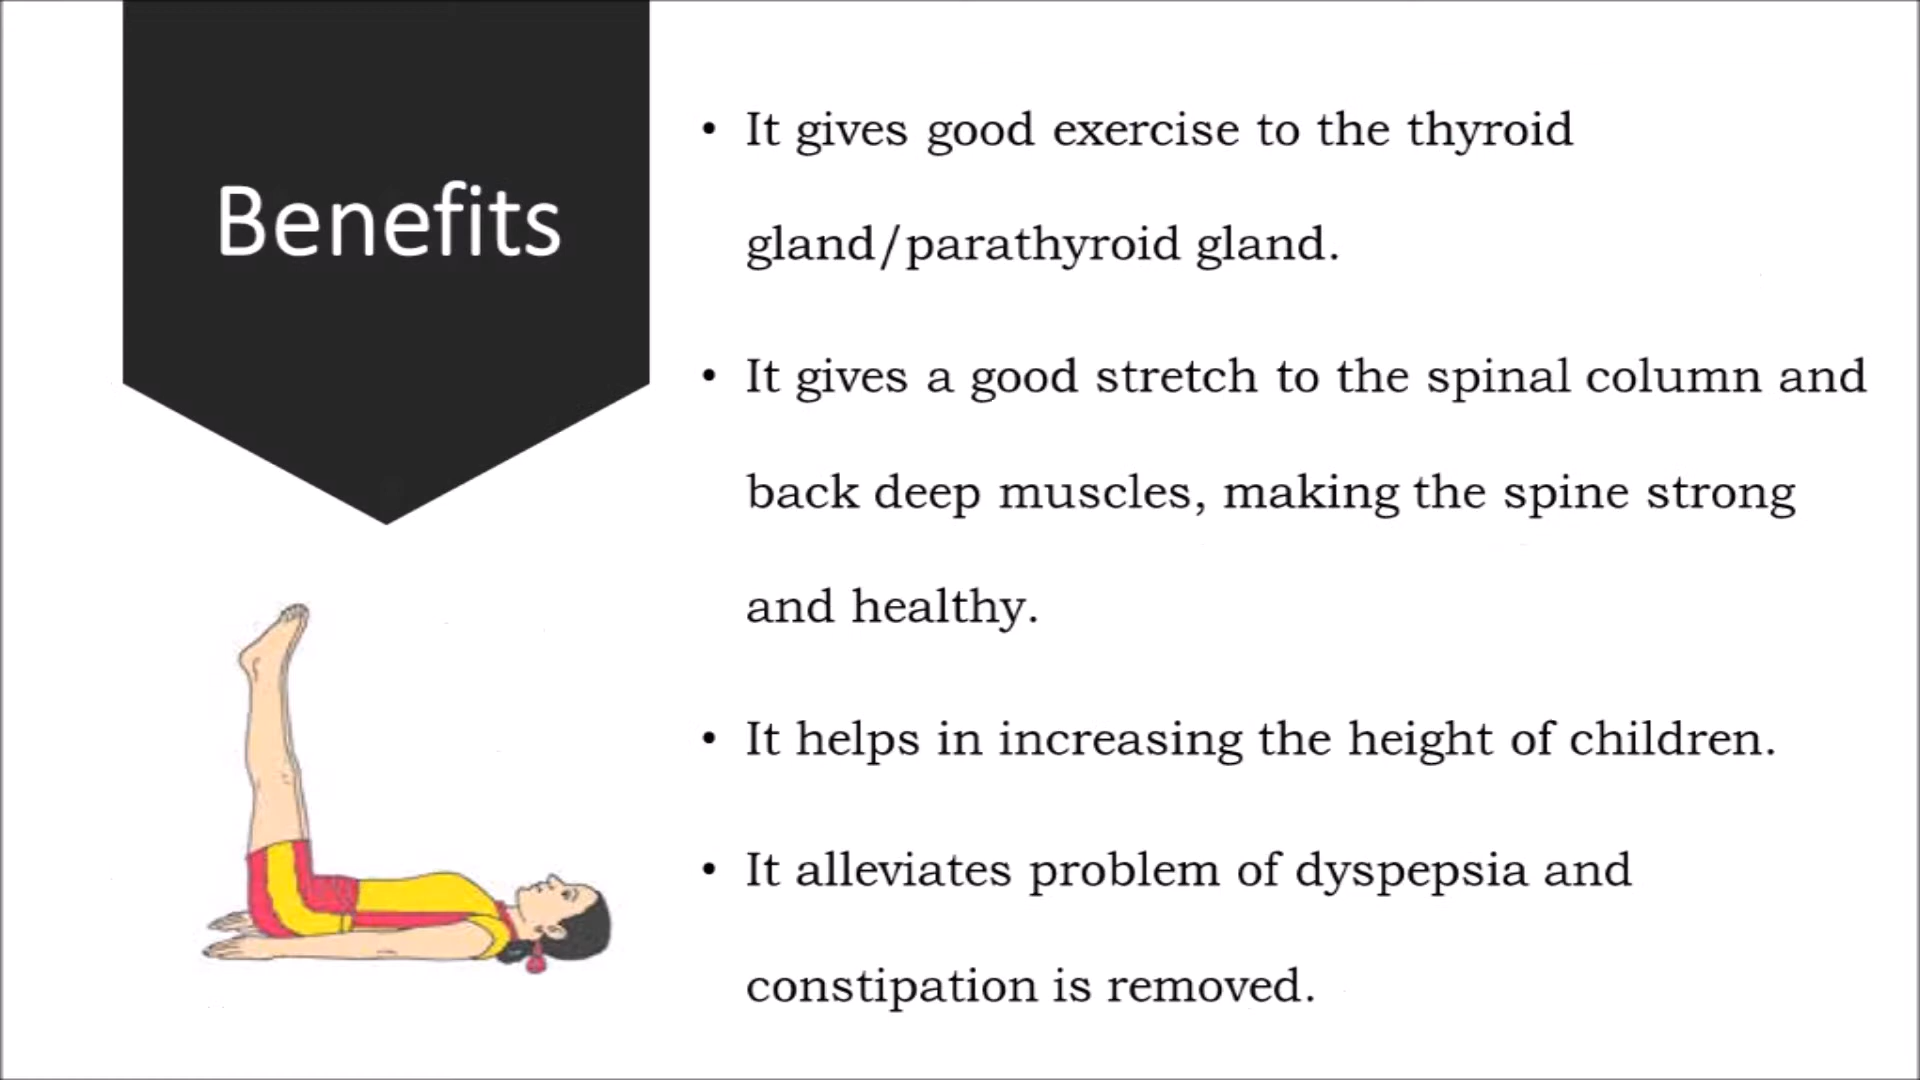 Benefits
• It gives good exercise to the thyroid
gland/parathyroid gland.
• It gives a good stretch to the spinal column and
back deep muscles, making the spine strong
and healthy.
• It helps in increasing the height of children.
• It alleviates problem of dyspepsia and
constipation is removed.